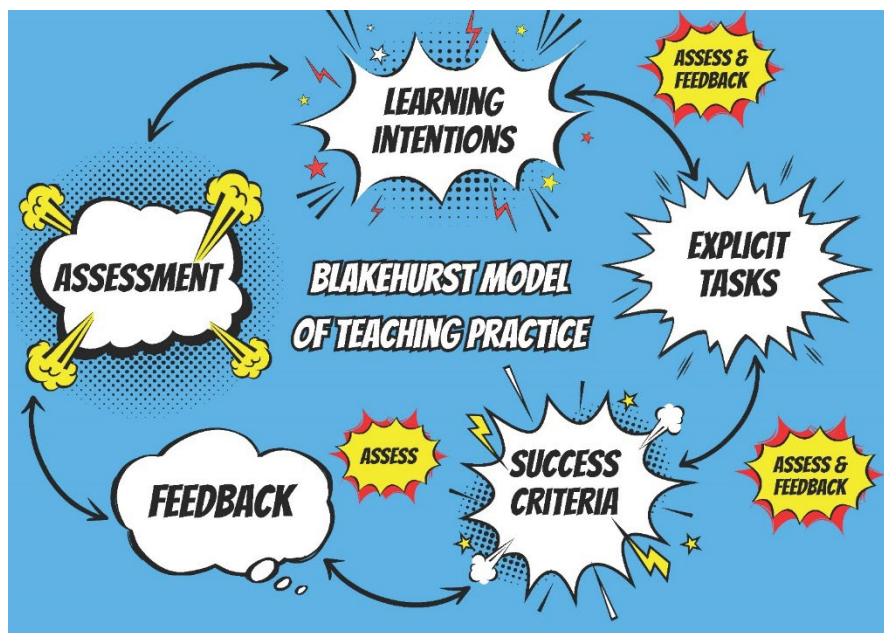 LEARNING
INTENTIONS
ASSESS &
FEEDBACK
EXPLICIT
TASKS
ASSESSMENT
BLAKEHURST MODEL
OF TEACHING PRACTICE
SUCCESS
CRITERIA
ASSESS &
FEEDBACK
ASSESS
FEEDBACK